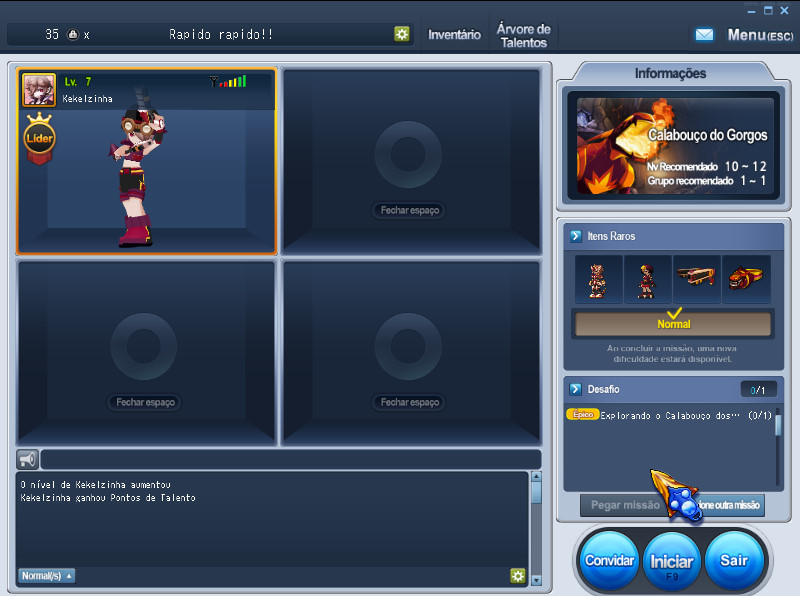 35 x
Rapido rapido!!
Inventário
Árvore de
Talentos
Menu(ESC)
Lv. 7
Kekelzinha
Líder
Fechar espaço
Fechar espaço
Fechar espaço
Informações
Calabouço do Gorgos
Nv Recomendado 10 ~ 12
Grupo recomendado 1 ~ 1
Itens Raros
Normal
Ao concluir a missão, uma nova
dificuldade estará disponível.
Desafio
0/1
Épico Explorando o Calabouço dos··· (0/1)
Pegar missão
ione outra missão
O nível de Kekelzinha aumentou
Kekelzinha ganhou Pontos de Talento
Normal(s)
Convidar
Iniciar
F9
Sair